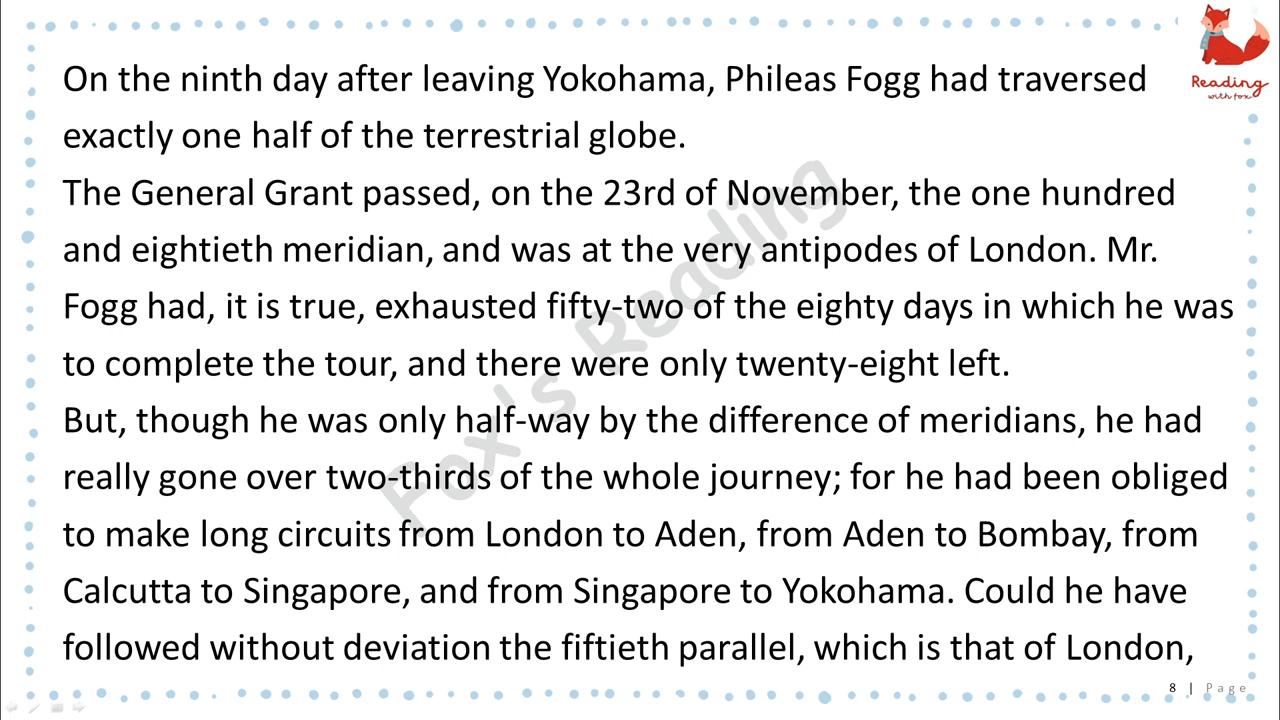 On the ninth day after leaving Yokohama, Phileas Fogg had traversed
exactly one half of the terrestrial globe.
The General Grant passed, on the 23rd of November, the one hundred
and eightieth meridian, and was at the very antipodes of London. Mr.
Fogg had, it is true, exhausted fifty-two of the eighty days in which he was
to complete the tour, and there were only twenty-eight left.
But, though he was only half-way by the difference of meridians, he had
really gone over two-thirds of the whole journey; for he had been obliged
to make long circuits from London to Aden, from Aden to Bombay, from
Calcutta to Singapore, and from Singapore to Yokohama. Could he have
followed without deviation the fiftieth parallel, which is that of London,
Reading
with fox
Fox's Reading
8 | Page